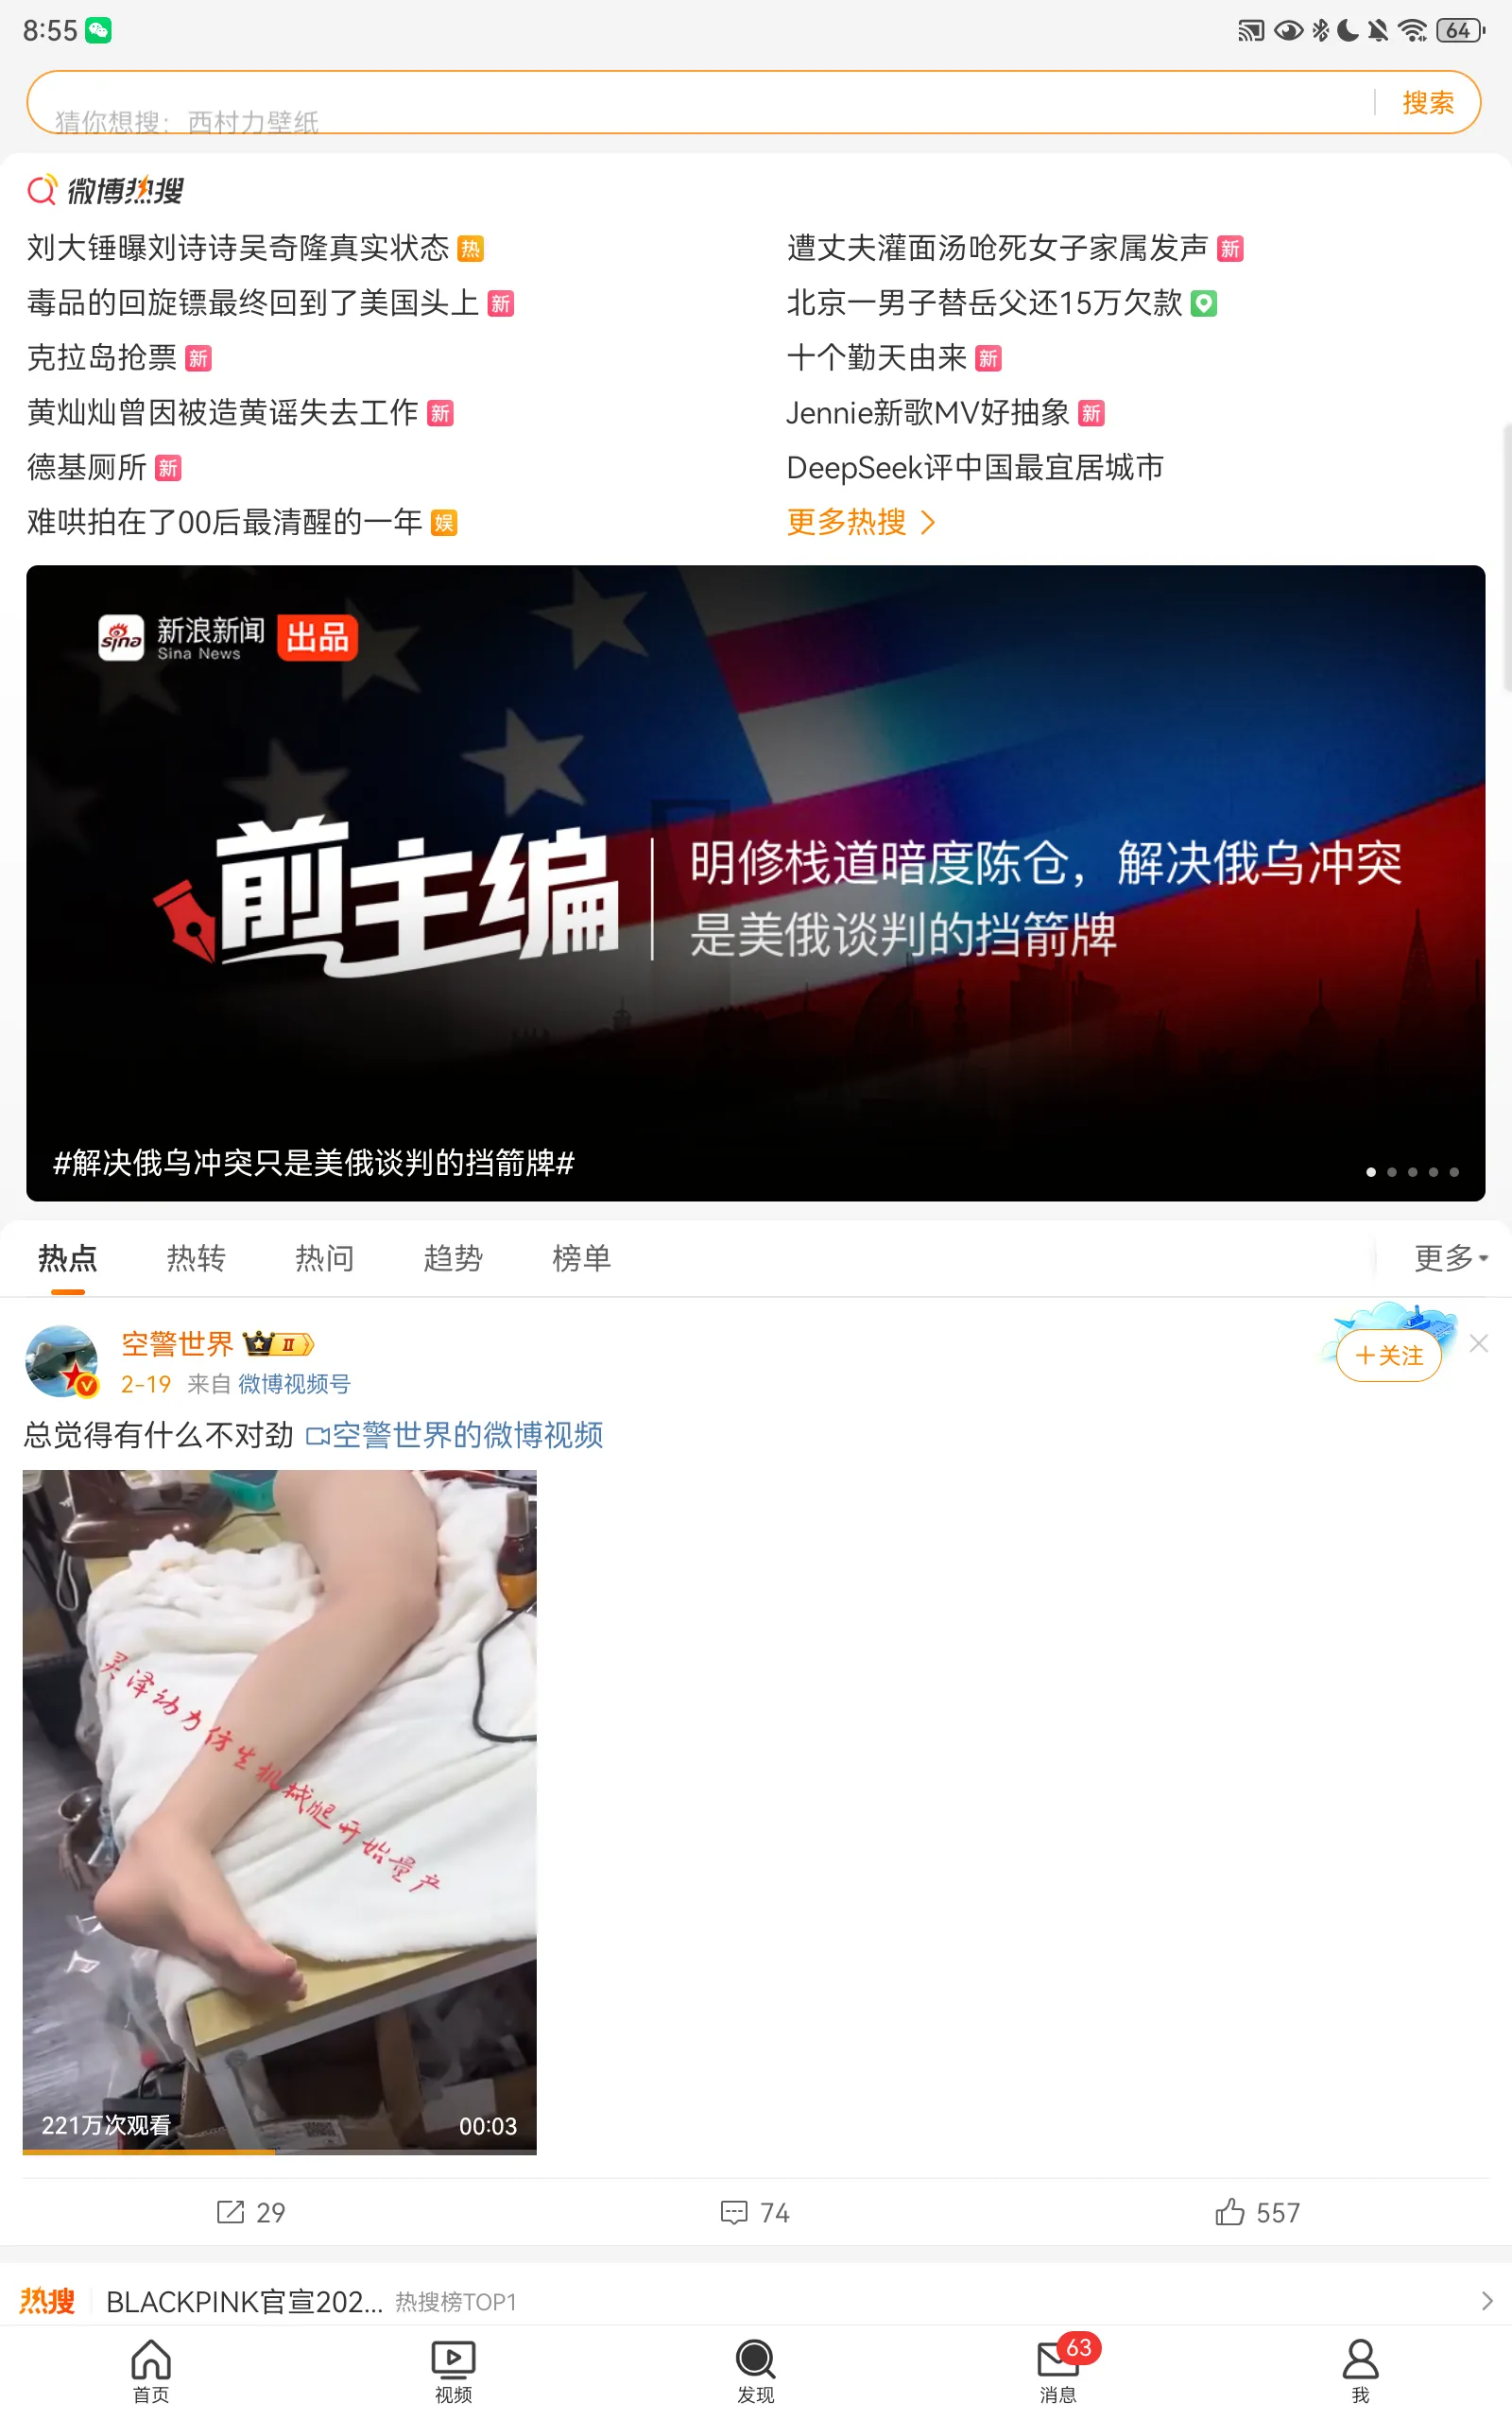 8:55
64
猜你想搜：西村力壁纸
搜索
微博热搜
刘大锤曝刘诗诗吴奇隆真实状态 热
遭丈夫灌面汤呛死女子家属发声 新
毒品的回旋镖最终回到了美国头上 新
北京一男子替岳父还15万欠款
克拉岛抢票 新
十个勤天由来 新
黄灿灿曾因被造黄谣失去工作 新
Jennie新歌MV好抽象 新
德基厕所 新
DeepSeek评中国最宜居城市
难哄拍在了00后最清醒的一年 娱
更多热搜
sina 新浪新闻 出品
Sina News
前主编
明修栈道暗度陈仓，解决俄乌冲突
是美俄谈判的挡箭牌
#解决俄乌冲突只是美俄谈判的挡箭牌#
热点 热转 热问 趋势 榜单 更多
空警世界 II
+关注
2-19 来自 微博视频号
总觉得有什么不对劲 空警世界的微博视频
灵泽动力仿生机械腿开始量产
221万次观看 00:03
29 74 557
热搜 BLACKPINK官宣202... 热搜榜TOP1
63
首页 视频 发现 消息 我